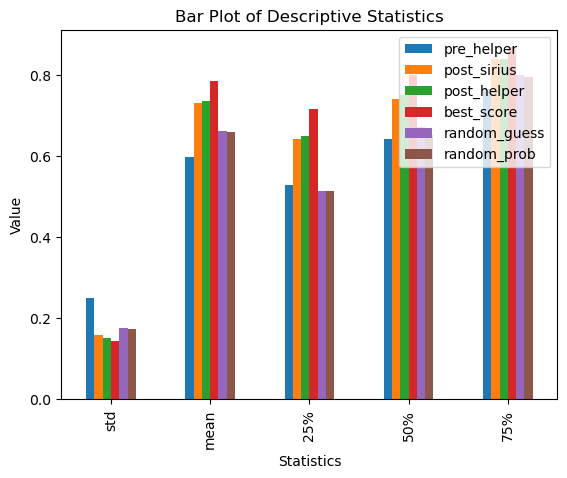 Bar Plot of Descriptive Statistics
pre_helper
post_sirius
post_helper
best_score
random_guess
random_prob
Value
0.8
0.6
0.4
0.2
0.0
std
mean
25%
50%
75%
Statistics